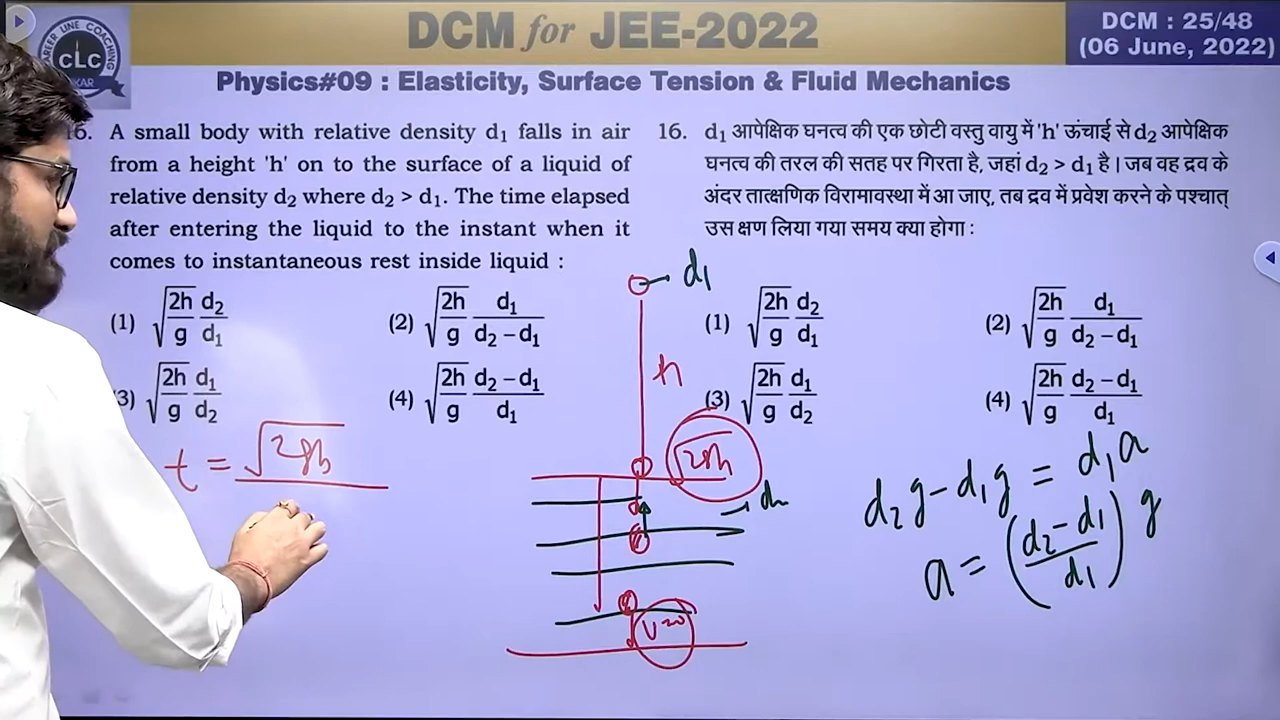 DCM for JEE-2022
DCM : 25/48
(06 June, 2022)
CLC
Physics#09 : Elasticity, Surface Tension & Fluid Mechanics
16. A small body with relative density d₁ falls in air
from a height 'h' on to the surface of a liquid of
relative density d₂ where d₂ > d₁. The time elapsed
after entering the liquid to the instant when it
comes to instantaneous rest inside liquid :
(1) √(2h/g) d₂/d₁
(2) √(2h/g) d₁/(d₂−d₁)
(3) √(2h/g) d₁/d₂
(4) √(2h/g) (d₂−d₁)/d₁
16. d₁ आपेक्षिक घनत्व की एक छोटी वस्तु वायु में 'h' ऊंचाई से d₂ आपेक्षिक
घनत्व की तरल की सतह पर गिरता है, जहां d₂ > d₁ है। जब वह द्रव के
अंदर तात्क्षणिक विरामावस्था में आ जाए, तब द्रव में प्रवेश करने के पश्चात्
उस क्षण लिया गया समय क्या होगा :
(1) √(2h/g) d₂/d₁
(2) √(2h/g) d₁/(d₂−d₁)
(3) √(2h/g) d₁/d₂
(4) √(2h/g) (d₂−d₁)/d₁
d₁
h
√2gh
V=0
t = √2gh
d₂g − d₁g = d₁a
a = ((d₂−d₁)/d₁) g